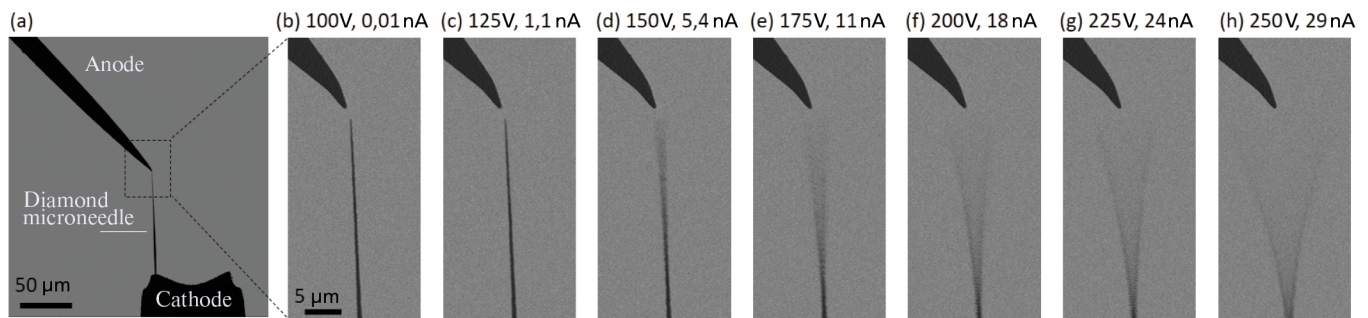 (a)
Anode
Diamond
microneedle
50 μm
Cathode
(b) 100V, 0,01 nA
5 μm
(c) 125V, 1,1 nA
(d) 150V, 5,4 nA
(e) 175V, 11 nA
(f) 200V, 18 nA
(g) 225V, 24 nA
(h) 250V, 29 nA